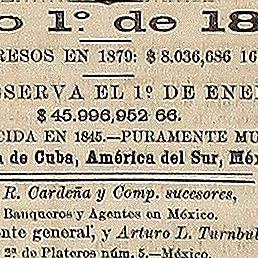 o 1.º de 18
RESOS EN 1870: $ 8.036,686 16
SERVA EL 1º DE ENE
$ 45.996,952 66.
CIDA EN 1845.—PURAMENTE MU
a de Cuba, América del Sur, Méx
R. Cardeña y Comp. sucesores,
Banqueros y Agentes en México.
nte general, y Arturo L. Turnbul
2ª de Plateros núm. 5.—México.